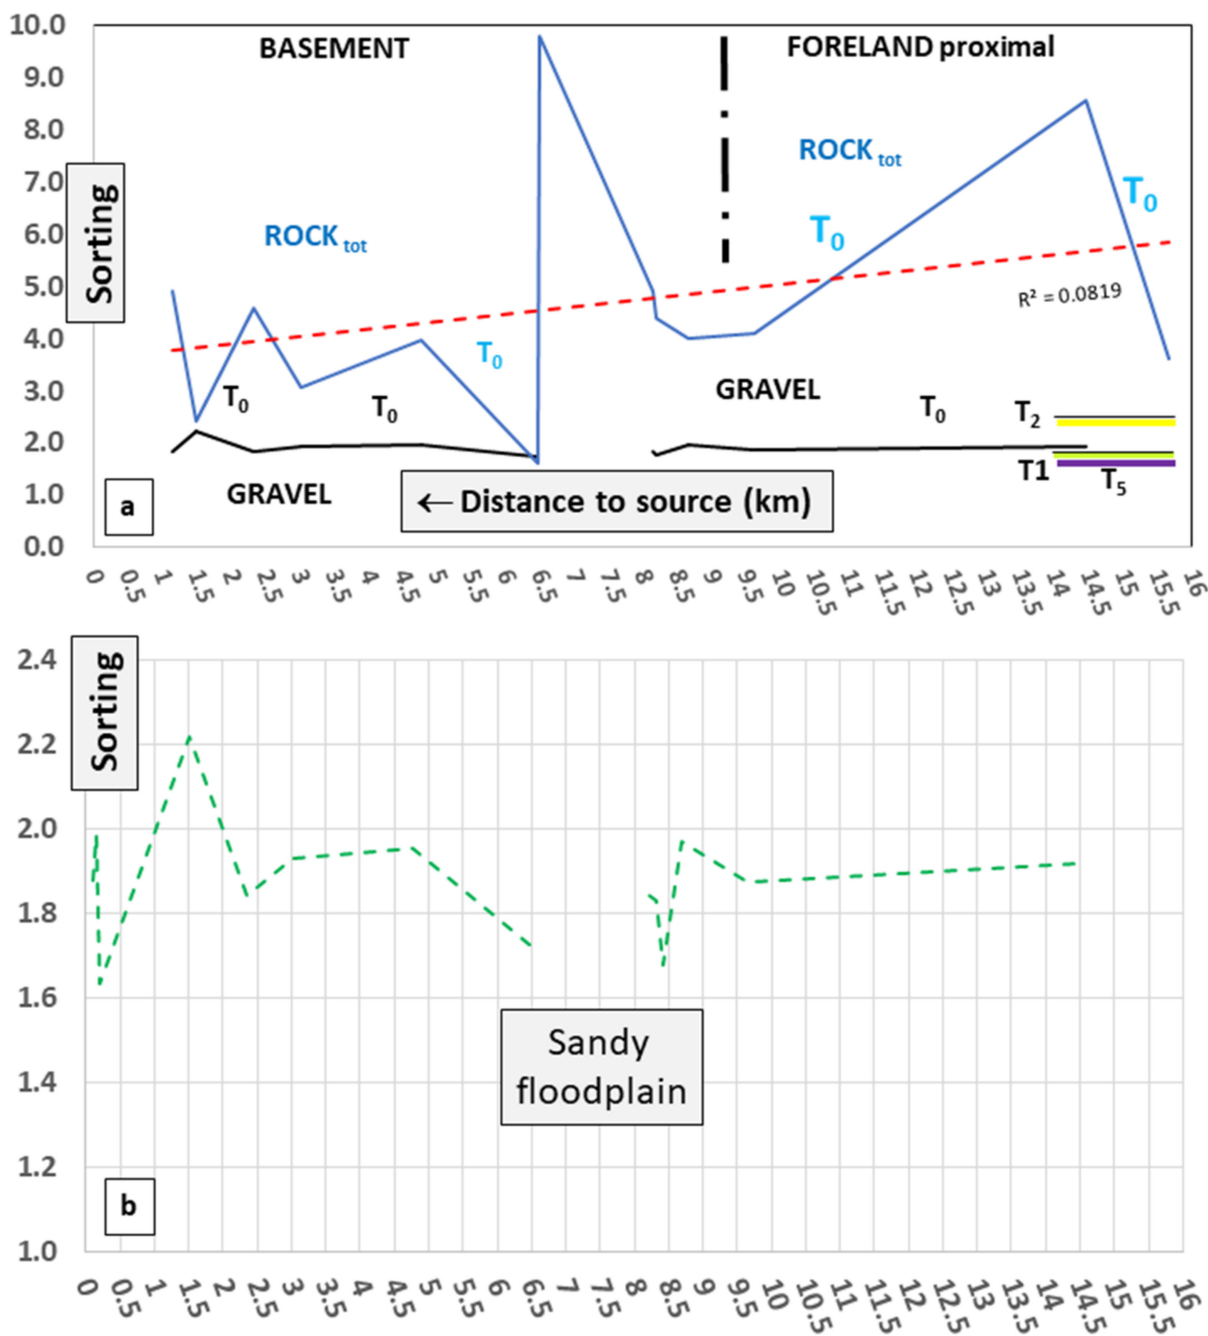 10.0
9.0
8.0
7.0
6.0
5.0
4.0
3.0
2.0
1.0
0.0
Sorting
BASEMENT
FORELAND proximal
ROCK tot
ROCK tot
T0
T0
R² = 0.0819
T0
T0
T0
GRAVEL
T0
T2
T1
T5
GRAVEL
← Distance to source (km)
a
0 0.5 1 1.5 2 2.5 3 4 4.5 5 6 6.5 7 7.5 8 8.5 9 9.5 10 10.5 11 11.5 12 12.5 13 13.5 14 14.5 15 15.5 16
2.4
2.2
2.0
1.8
1.6
1.4
1.2
1.0
Sorting
Sandy
floodplain
b
0 0.5 1 1.5 2 2.5 3 4 4.5 5 6 6.5 7 7.5 8 8.5 9 9.5 10 10.5 11 11.5 12 12.5 13 13.5 14 14.5 15 15.5 16